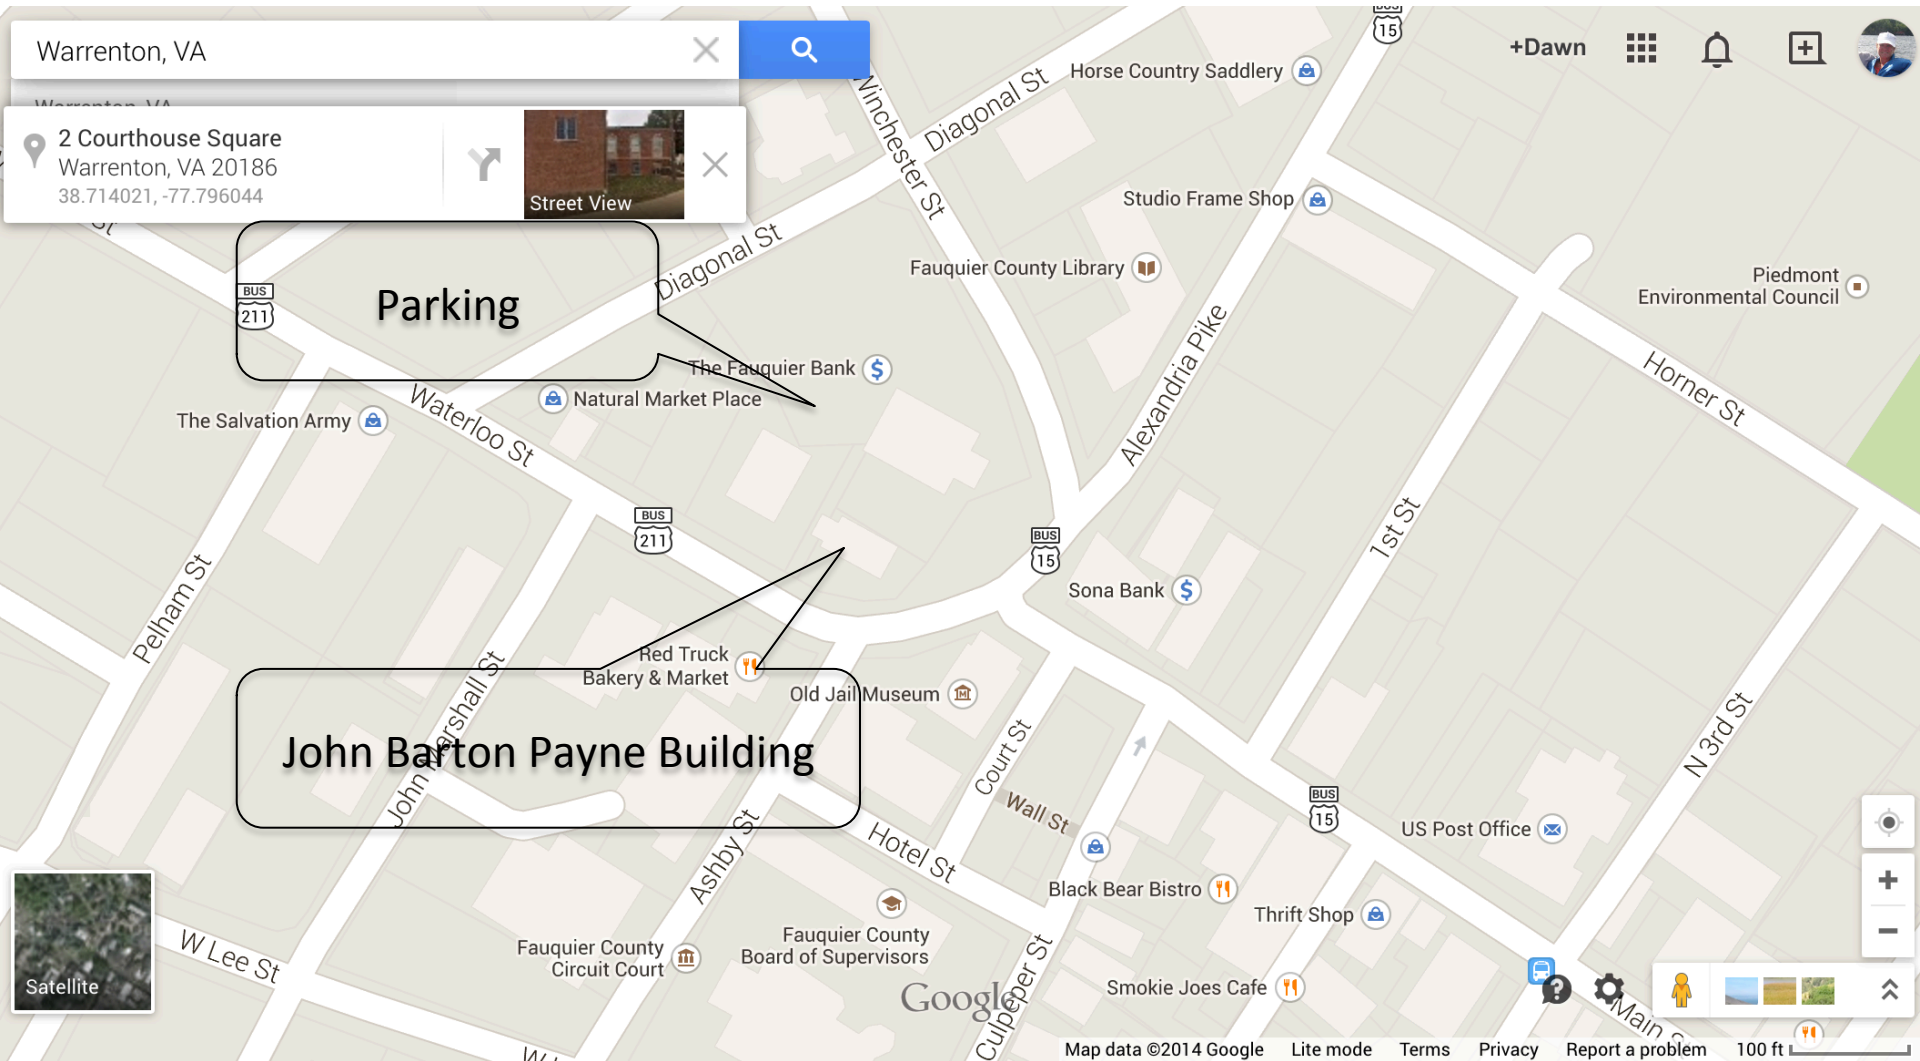 Warrenton, VA
Warrenton, VA
2 Courthouse Square
Warrenton, VA 20186
38.714021, -77.796044
Street View
+Dawn
BUS
15
Horse Country Saddlery
Diagonal St
Winchester St
Studio Frame Shop
Fauquier County Library
Piedmont
Environmental Council
St
Diagonal St
BUS
211
Parking
Alexandria Pike
The Fauquier Bank
Natural Market Place
Horner St
The Salvation Army
Waterloo St
BUS
211
BUS
15
1st St
Sona Bank
Pelham St
Red Truck
Bakery & Market
Old Jail Museum
John Marshall St
John Barton Payne Building
Court St
N 3rd St
Wall St
BUS
15
US Post Office
Ashby St
Hotel St
Black Bear Bistro
Thrift Shop
Fauquier County
Board of Supervisors
Fauquier County
Circuit Court
W Lee St
Satellite
Culpeper St
Smokie Joes Cafe
Google
Main S
Map data ©2014 Google Lite mode Terms Privacy Report a problem 100 ft